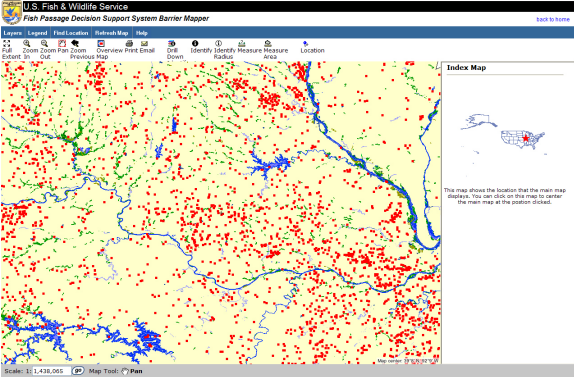 U.S. Fish & Wildlife Service
Fish Passage Decision Support System Barrier Mapper
back to home
Layers Legend Find Location Refresh Map Help
Full Extent
Zoom In
Zoom Out
Pan
Zoom Previous
Overview Map
Print
Email
Drill Down
Identify
Identify Radius
Measure
Measure Area
Location
Index Map
This map shows the location that the main map
displays. You can click on this map to center
the main map at the postion clicked.
Scale: 1: 1,438,065 go Map Tool: Pan